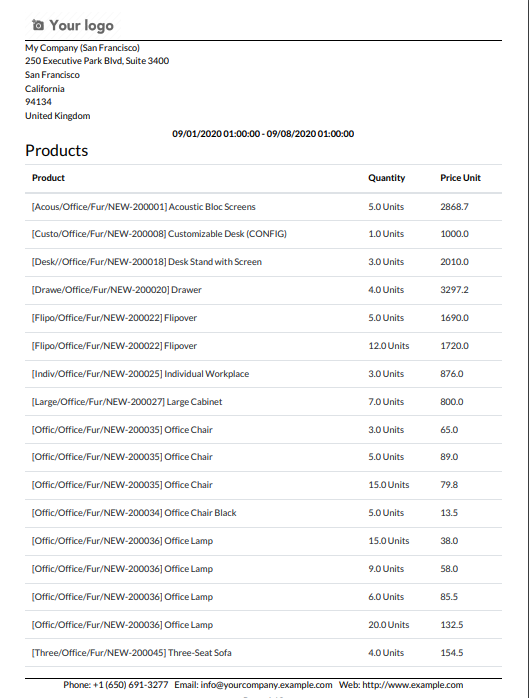 Your logo
My Company (San Francisco)
250 Executive Park Blvd, Suite 3400
San Francisco
California
94134
United Kingdom
09/01/2020 01:00:00 - 09/08/2020 01:00:00
Products
Product Quantity Price Unit
[Acous/Office/Fur/NEW-200001] Acoustic Bloc Screens 5.0 Units 2868.7
[Custo/Office/Fur/NEW-200008] Customizable Desk (CONFIG) 1.0 Units 1000.0
[Desk//Office/Fur/NEW-200018] Desk Stand with Screen 3.0 Units 2010.0
[Drawe/Office/Fur/NEW-200020] Drawer 4.0 Units 3297.2
[Flipo/Office/Fur/NEW-200022] Flipover 5.0 Units 1690.0
[Flipo/Office/Fur/NEW-200022] Flipover 12.0 Units 1720.0
[Indiv/Office/Fur/NEW-200025] Individual Workplace 3.0 Units 876.0
[Large/Office/Fur/NEW-200027] Large Cabinet 7.0 Units 800.0
[Offic/Office/Fur/NEW-200035] Office Chair 3.0 Units 65.0
[Offic/Office/Fur/NEW-200035] Office Chair 5.0 Units 89.0
[Offic/Office/Fur/NEW-200035] Office Chair 15.0 Units 79.8
[Offic/Office/Fur/NEW-200034] Office Chair Black 5.0 Units 13.5
[Offic/Office/Fur/NEW-200036] Office Lamp 15.0 Units 38.0
[Offic/Office/Fur/NEW-200036] Office Lamp 9.0 Units 58.0
[Offic/Office/Fur/NEW-200036] Office Lamp 6.0 Units 85.5
[Offic/Office/Fur/NEW-200036] Office Lamp 20.0 Units 132.5
[Three/Office/Fur/NEW-200045] Three-Seat Sofa 4.0 Units 154.5
Phone: +1 (650) 691-3277 Email: info@yourcompany.example.com Web: http://www.example.com